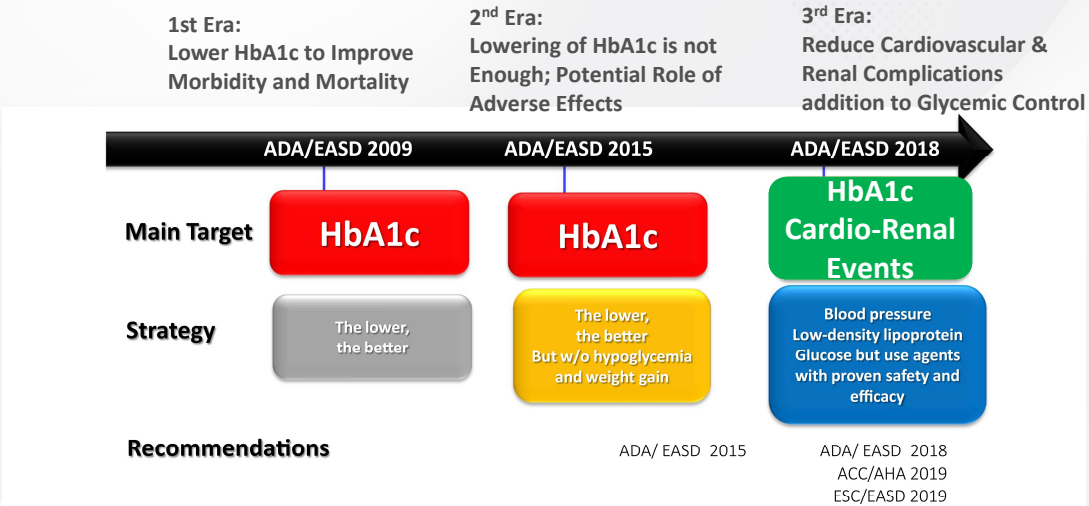 1st Era:
Lower HbA1c to Improve
Morbidity and Mortality
2nd Era:
Lowering of HbA1c is not
Enough; Potential Role of
Adverse Effects
3rd Era:
Reduce Cardiovascular &
Renal Complications
addition to Glycemic Control
ADA/EASD 2009
ADA/EASD 2015
ADA/EASD 2018
Main Target
HbA1c
HbA1c
HbA1c
Cardio-Renal
Events
Strategy
The lower,
the better
The lower,
the better
But w/o hypoglycemia
and weight gain
Blood pressure
Low-density lipoprotein
Glucose but use agents
with proven safety and
efficacy
Recommendations
ADA/ EASD 2015
ADA/ EASD 2018
ACC/AHA 2019
ESC/EASD 2019